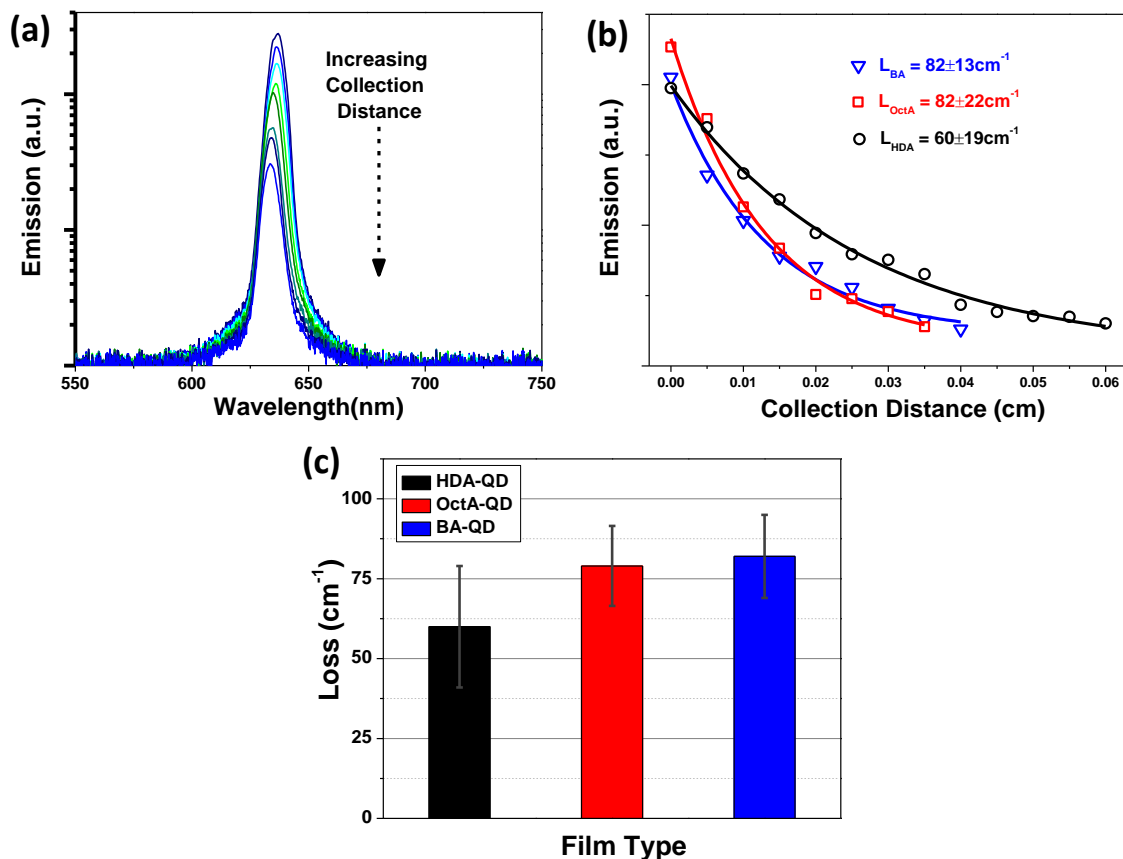 (a)
Increasing
Collection
Distance
Emission (a.u.)
550 600 650 700 750
Wavelength(nm)
(b)
L_BA = 82±13cm⁻¹
L_OctA = 82±22cm⁻¹
L_HDA = 60±19cm⁻¹
Emission (a.u.)
0.00 0.01 0.02 0.03 0.04 0.05 0.06
Collection Distance (cm)
(c)
HDA-QD
OctA-QD
BA-QD
100
75
50
25
0
Loss (cm⁻¹)
Film Type